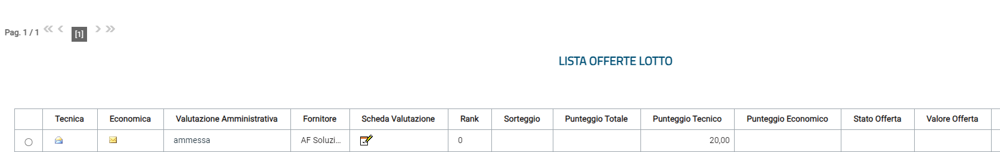 Pag. 1 / 1 [1]
LISTA OFFERTE LOTTO
Tecnica Economica Valutazione Amministrativa Fornitore Scheda Valutazione Rank Sorteggio Punteggio Totale Punteggio Tecnico Punteggio Economico Stato Offerta Valore Offerta
ammessa AF Soluzi... 0 20,00